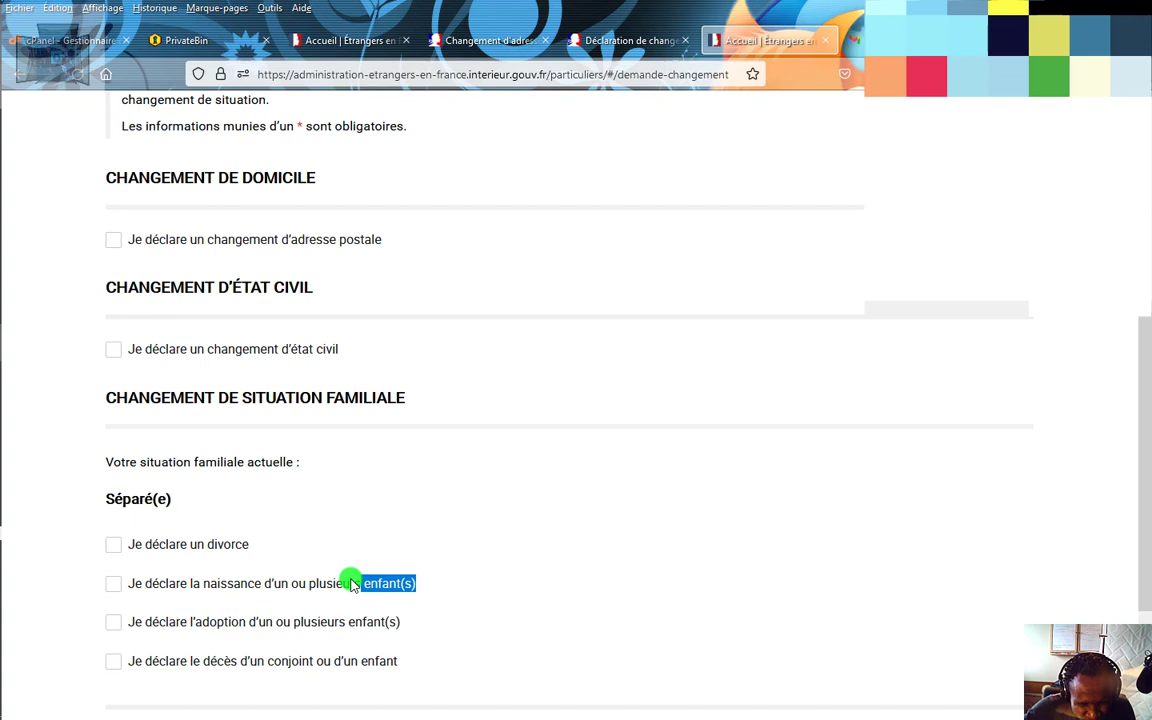 Fichier Édition Affichage Historique Marque-pages Outils Aide
cPanel - Gestionnaire PrivateBin Accueil | Étrangers en F Changement d'adres Déclaration de change Accueil | Étrangers en
https://administration-etrangers-en-france.interieur.gouv.fr/particuliers/#/demande-changement
changement de situation.
Les informations munies d'un * sont obligatoires.
CHANGEMENT DE DOMICILE
Je déclare un changement d'adresse postale
CHANGEMENT D'ÉTAT CIVIL
Je déclare un changement d'état civil
CHANGEMENT DE SITUATION FAMILIALE
Votre situation familiale actuelle :
Séparé(e)
Je déclare un divorce
Je déclare la naissance d'un ou plusieurs enfant(s)
Je déclare l'adoption d'un ou plusieurs enfant(s)
Je déclare le décès d'un conjoint ou d'un enfant